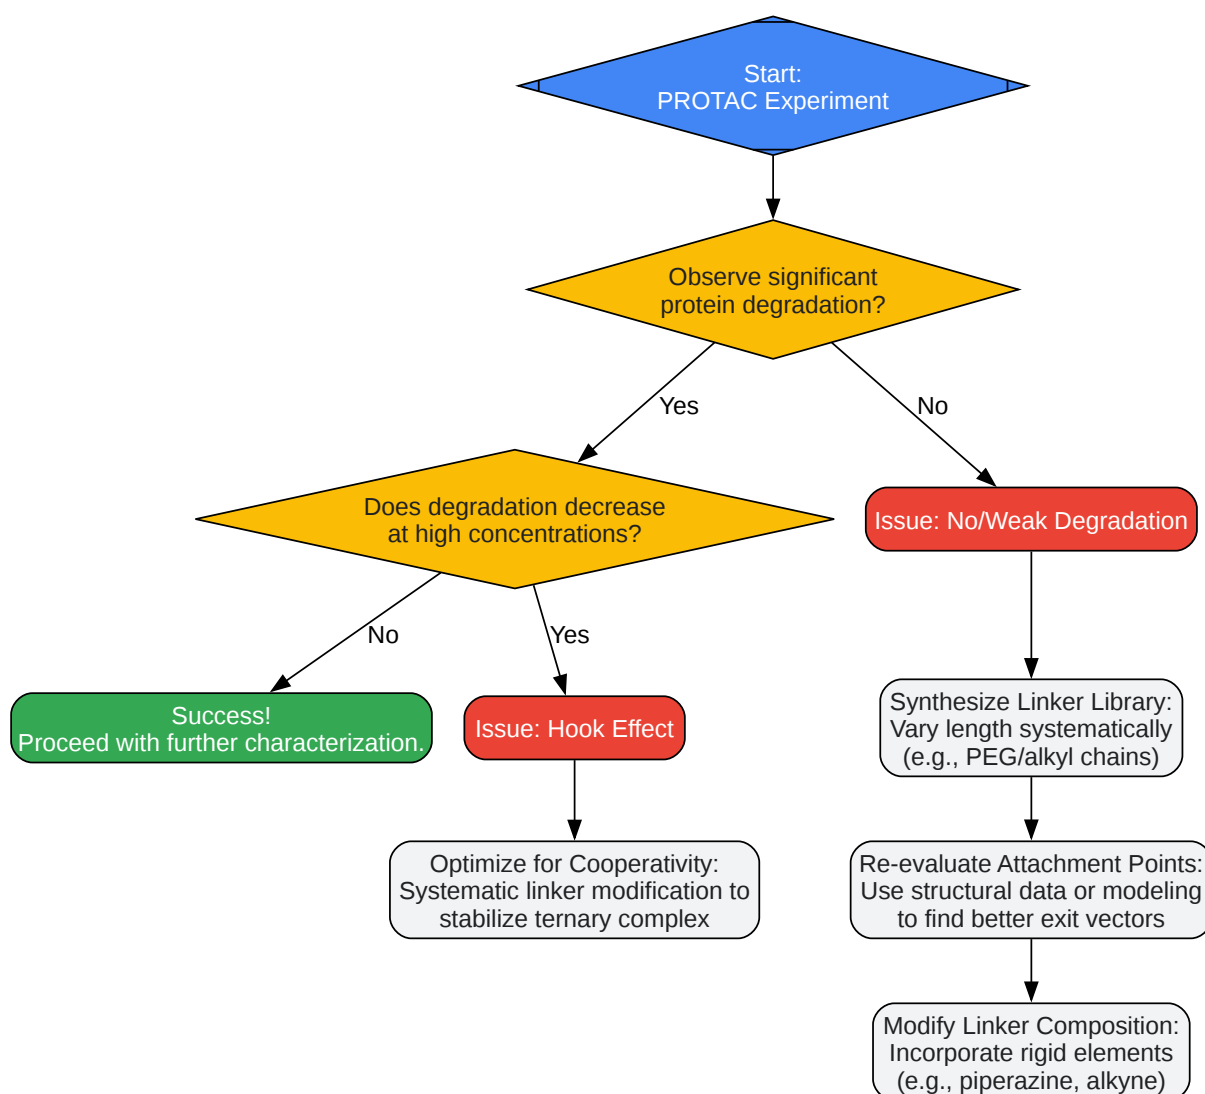 Start:
PROTAC Experiment
Observe significant
protein degradation?
Yes
No
Does degradation decrease
at high concentrations?
Issue: No/Weak Degradation
No
Yes
Success!
Proceed with further characterization.
Issue: Hook Effect
Synthesize Linker Library:
Vary length systematically
(e.g., PEG/alkyl chains)
Optimize for Cooperativity:
Systematic linker modification to
stabilize ternary complex
Re-evaluate Attachment Points:
Use structural data or modeling
to find better exit vectors
Modify Linker Composition:
Incorporate rigid elements
(e.g., piperazine, alkyne)